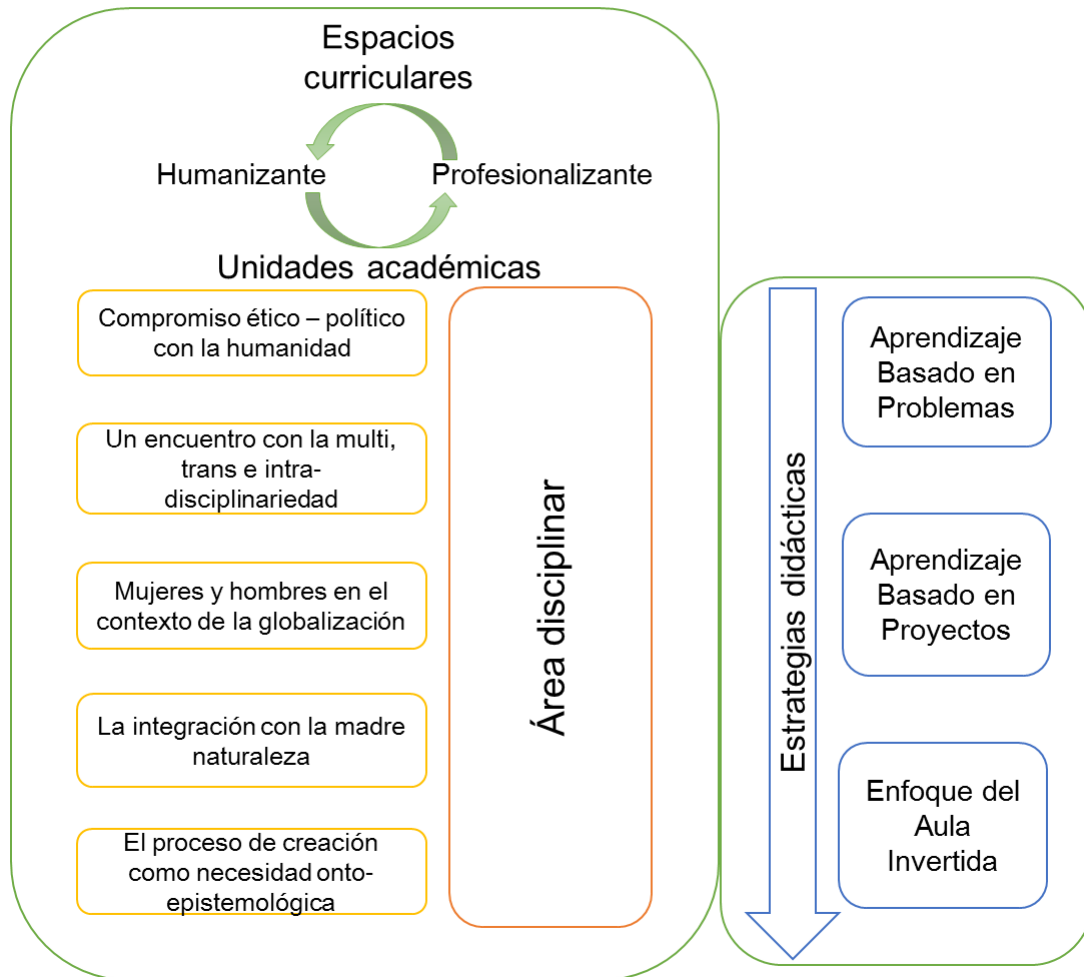 Espacios
curriculares
Humanizante
Profesionalizante
Unidades académicas
Compromiso ético – político
con la humanidad
Un encuentro con la multi,
trans e intra-
disciplinariedad
Mujeres y hombres en el
contexto de la globalización
La integración con la madre
naturaleza
El proceso de creación
como necesidad onto-
epistemológica
Área disciplinar
Estrategias didácticas
Aprendizaje
Basado en
Problemas
Aprendizaje
Basado en
Proyectos
Enfoque del
Aula
Invertida